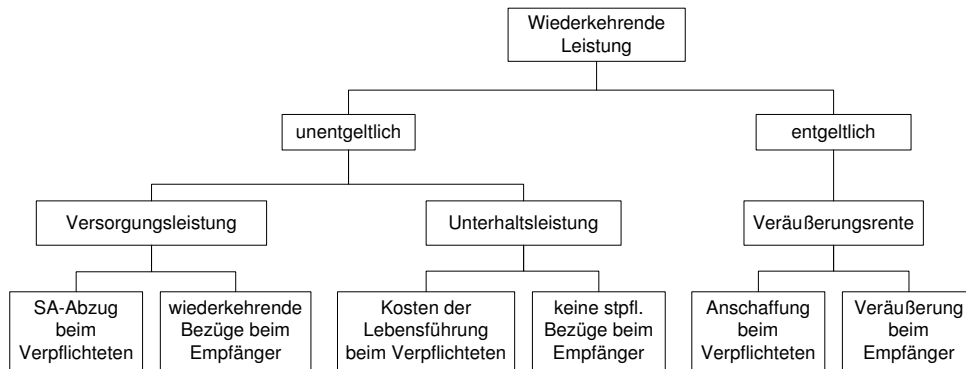 Wiederkehrende
Leistung
unentgeltlich
entgeltlich
Versorgungsleistung
Unterhaltsleistung
Veräußerungsrente
SA-Abzug
beim
Verpflichteten
wiederkehrende
Bezüge beim
Empfänger
Kosten der
Lebensführung
beim Verpflichteten
keine stpfl.
Bezüge beim
Empfänger
Anschaffung
beim
Verpflichteten
Veräußerung
beim
Empfänger